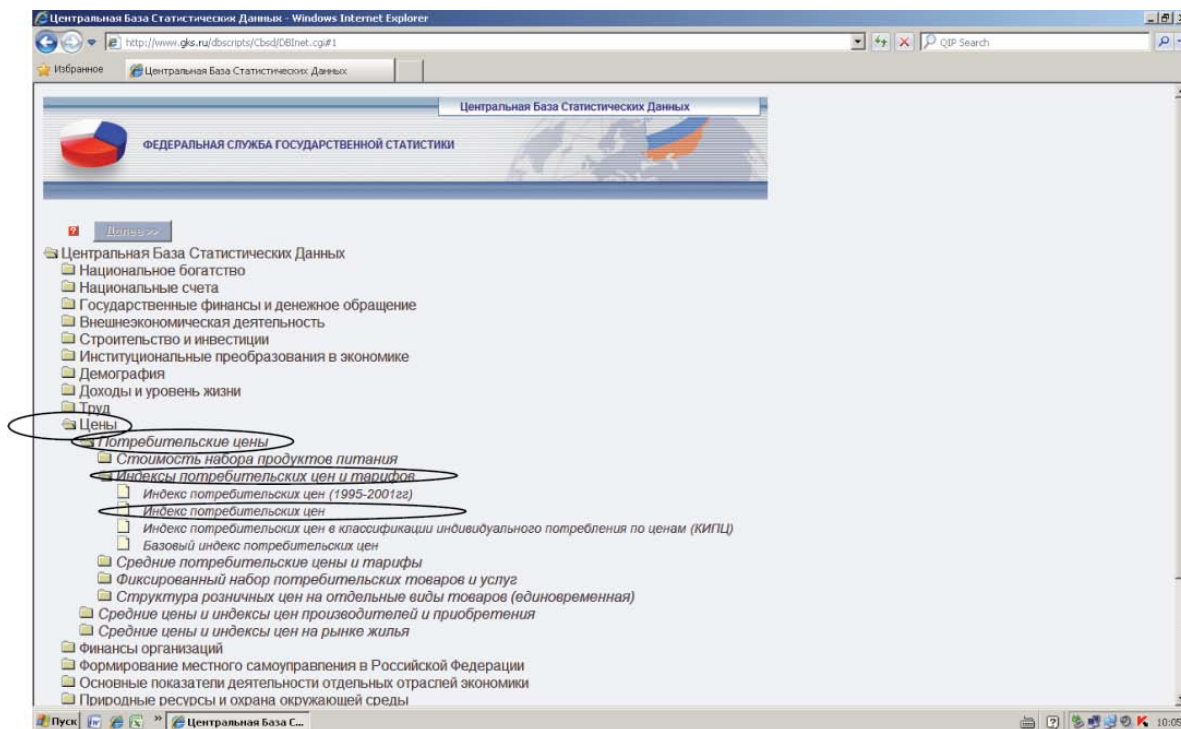 Центральная База Статистических Данных - Windows Internet Explorer
http://www.gks.ru/dbscripts/Cbsd/DBInet.cgi#1
QIP Search
Избранное
Центральная База Статистических Данных
Центральная База Статистических Данных
ФЕДЕРАЛЬНАЯ СЛУЖБА ГОСУДАРСТВЕННОЙ СТАТИСТИКИ
? Далее >>
Центральная База Статистических Данных
Национальное богатство
Национальные счета
Государственные финансы и денежное обращение
Внешнеэкономическая деятельность
Строительство и инвестиции
Институциональные преобразования в экономике
Демография
Доходы и уровень жизни
Труд
Цены
Потребительские цены
Стоимость набора продуктов питания
Индексы потребительских цен и тарифов
Индекс потребительских цен (1995-2001гг)
Индекс потребительских цен
Индекс потребительских цен в классификации индивидуального потребления по ценам (КИПЦ)
Базовый индекс потребительских цен
Средние потребительские цены и тарифы
Фиксированный набор потребительских товаров и услуг
Структура розничных цен на отдельные виды товаров (единовременная)
Средние цены и индексы цен производителей и приобретения
Средние цены и индексы цен на рынке жилья
Финансы организаций
Формирование местного самоуправления в Российской Федерации
Основные показатели деятельности отдельных отраслей экономики
Природные ресурсы и охрана окружающей среды
Пуск » Центральная База С... 10:05